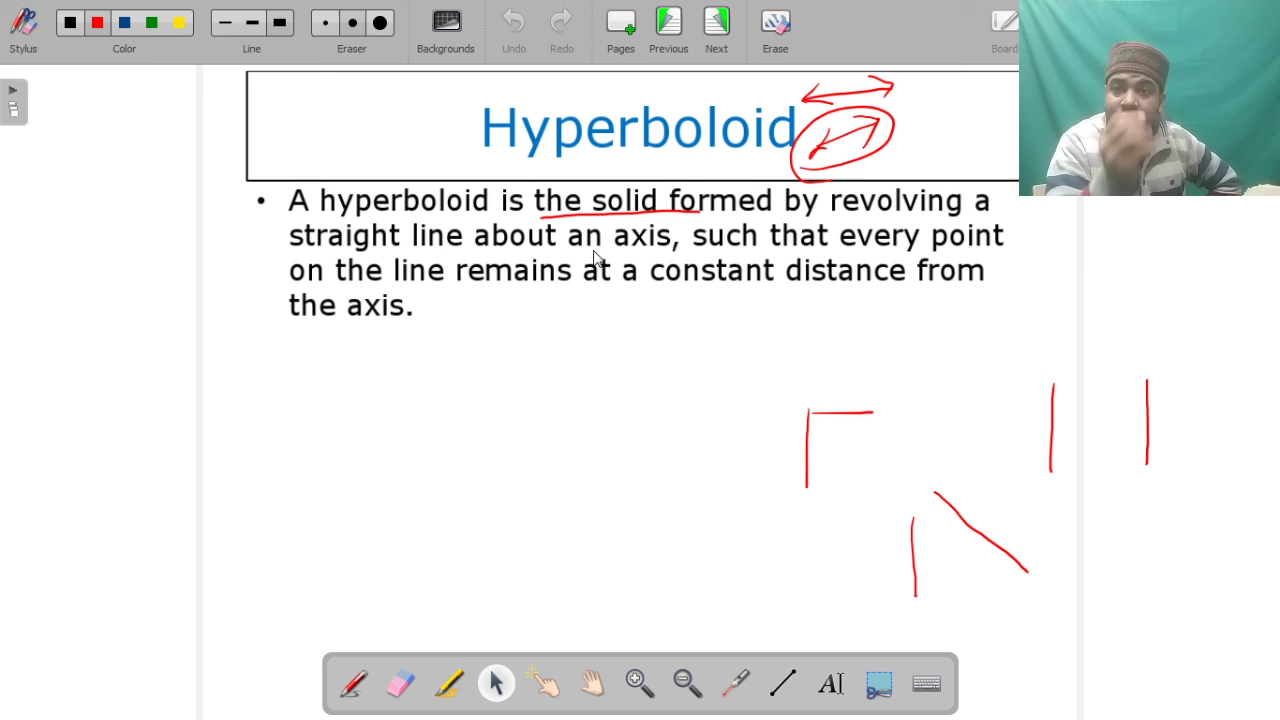 Stylus
Color
Line
Eraser
Backgrounds
Undo
Redo
Pages
Previous
Next
Erase
Board
Hyperboloid
• A hyperboloid is the solid formed by revolving a
straight line about an axis, such that every point
on the line remains at a constant distance from
the axis.